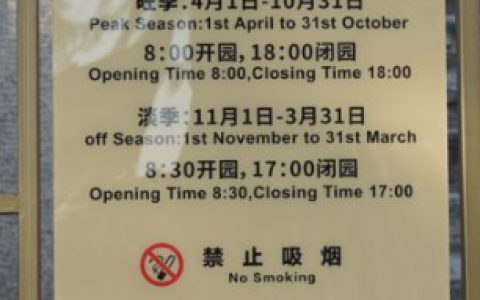 旺季:4月1日-10月31日
Peak Season:1st April to 31st October
8:00开园,18:00闭园
Opening Time 8:00,Closing Time 18:00
淡季:11月1日-3月31日
off Season:1st November to 31st March
8:30开园,17:00闭园
Opening Time 8:30,Closing Time 17:00
禁止吸烟
No Smoking